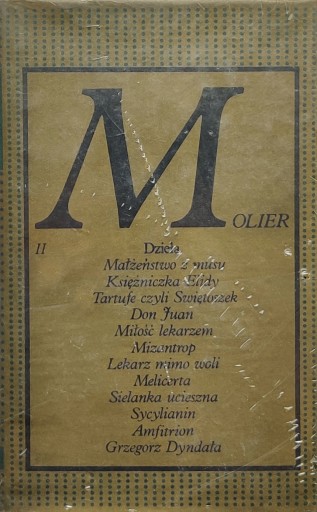 MOLIER
II
Dzieła
Małżeństwo z musu
Księżniczka Elidy
Tartufe czyli Świętoszek
Don Juan
Miłość lekarzem
Mizantrop
Lekarz mimo woli
Melicerta
Sielanka ucieszna
Sycylianin
Amfitrion
Grzegorz Dyndała